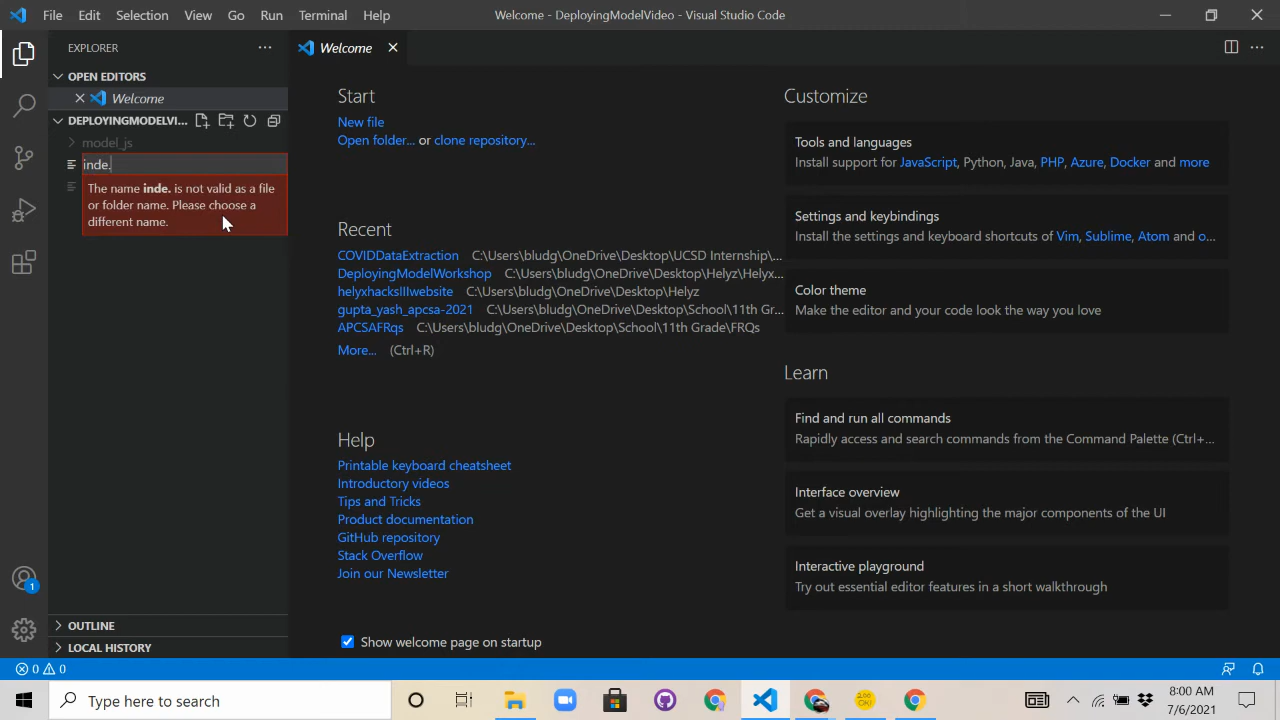 File Edit Selection View Go Run Terminal Help
Welcome - DeployingModelVideo - Visual Studio Code
EXPLORER
OPEN EDITORS
Welcome
DEPLOYINGMODELVI...
model_js
inde.
The name inde. is not valid as a file
or folder name. Please choose a
different name.
OUTLINE
LOCAL HISTORY
Welcome
Start
New file
Open folder... or clone repository...
Recent
COVIDDataExtraction C:\Users\bludg\OneDrive\Desktop\UCSD Internship\...
DeployingModelWorkshop C:\Users\bludg\OneDrive\Desktop\Helyz\Helyx...
helyxhacksIIIwebsite C:\Users\bludg\OneDrive\Desktop\Helyz
gupta_yash_apcsa-2021 C:\Users\bludg\OneDrive\Desktop\School\11th Gr...
APCSAFRqs C:\Users\bludg\OneDrive\Desktop\School\11th Grade\FRQs
More... (Ctrl+R)
Help
Printable keyboard cheatsheet
Introductory videos
Tips and Tricks
Product documentation
GitHub repository
Stack Overflow
Join our Newsletter
Show welcome page on startup
Customize
Tools and languages
Install support for JavaScript, Python, Java, PHP, Azure, Docker and more
Settings and keybindings
Install the settings and keyboard shortcuts of Vim, Sublime, Atom and o...
Color theme
Make the editor and your code look the way you love
Learn
Find and run all commands
Rapidly access and search commands from the Command Palette (Ctrl+...
Interface overview
Get a visual overlay highlighting the major components of the UI
Interactive playground
Try out essential editor features in a short walkthrough
1
0 0
Type here to search
8:00 AM
7/6/2021